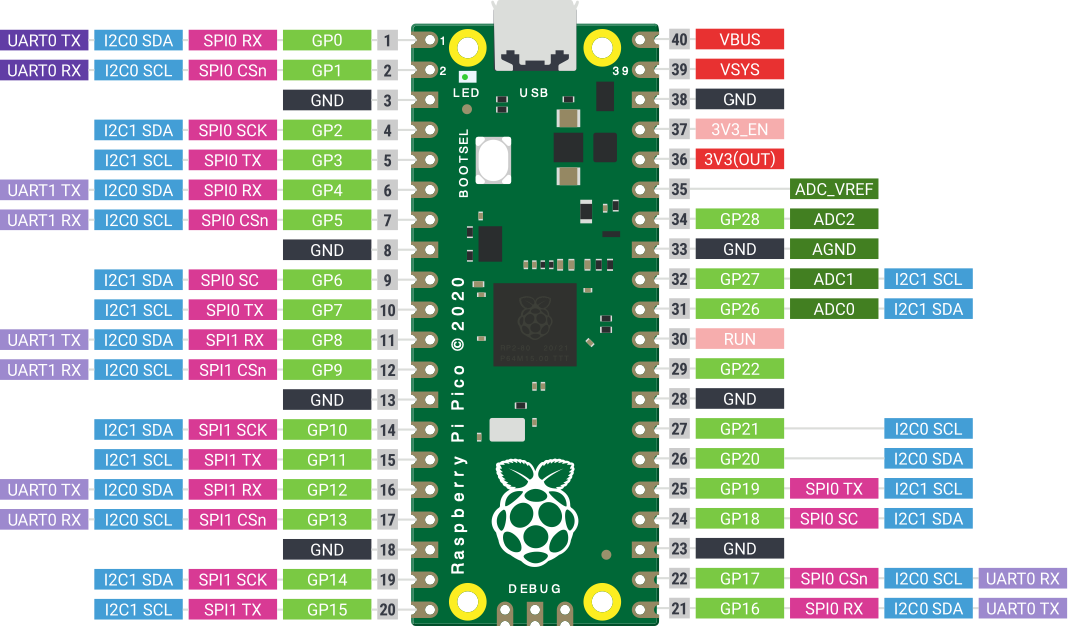 UART0 TX I2C0 SDA SPI0 RX GP0 1 1 40 VBUS
UART0 RX I2C0 SCL SPI0 CSn GP1 2 2 39 39 VSYS
LED USB
GND 3 38 GND
I2C1 SDA SPI0 SCK GP2 4 37 3V3_EN
I2C1 SCL SPI0 TX GP3 5 36 3V3(OUT)
BOOTSEL
UART1 TX I2C0 SDA SPI0 RX GP4 6 35 ADC_VREF
UART1 RX I2C0 SCL SPI0 CSn GP5 7 34 GP28 ADC2
GND 8 33 GND AGND
I2C1 SDA SPI0 SC GP6 9 32 GP27 ADC1 I2C1 SCL
I2C1 SCL SPI0 TX GP7 10 31 GP26 ADC0 I2C1 SDA
UART1 TX I2C0 SDA SPI1 RX GP8 11 30 RUN
UART1 RX I2C0 SCL SPI1 CSn GP9 12 29 GP22
GND 13 28 GND
I2C1 SDA SPI1 SCK GP10 14 27 GP21 I2C0 SCL
I2C1 SCL SPI1 TX GP11 15 26 GP20 I2C0 SDA
UART0 TX I2C0 SDA SPI1 RX GP12 16 25 GP19 SPI0 TX I2C1 SCL
UART0 RX I2C0 SCL SPI1 CSn GP13 17 24 GP18 SPI0 SC I2C1 SDA
GND 18 23 GND
Raspberry Pi Pico ©2020
I2C1 SDA SPI1 SCK GP14 19 22 GP17 SPI0 CSn I2C0 SCL UART0 RX
DEBUG
I2C1 SCL SPI1 TX GP15 20 21 GP16 SPI0 RX I2C0 SDA UART0 TX